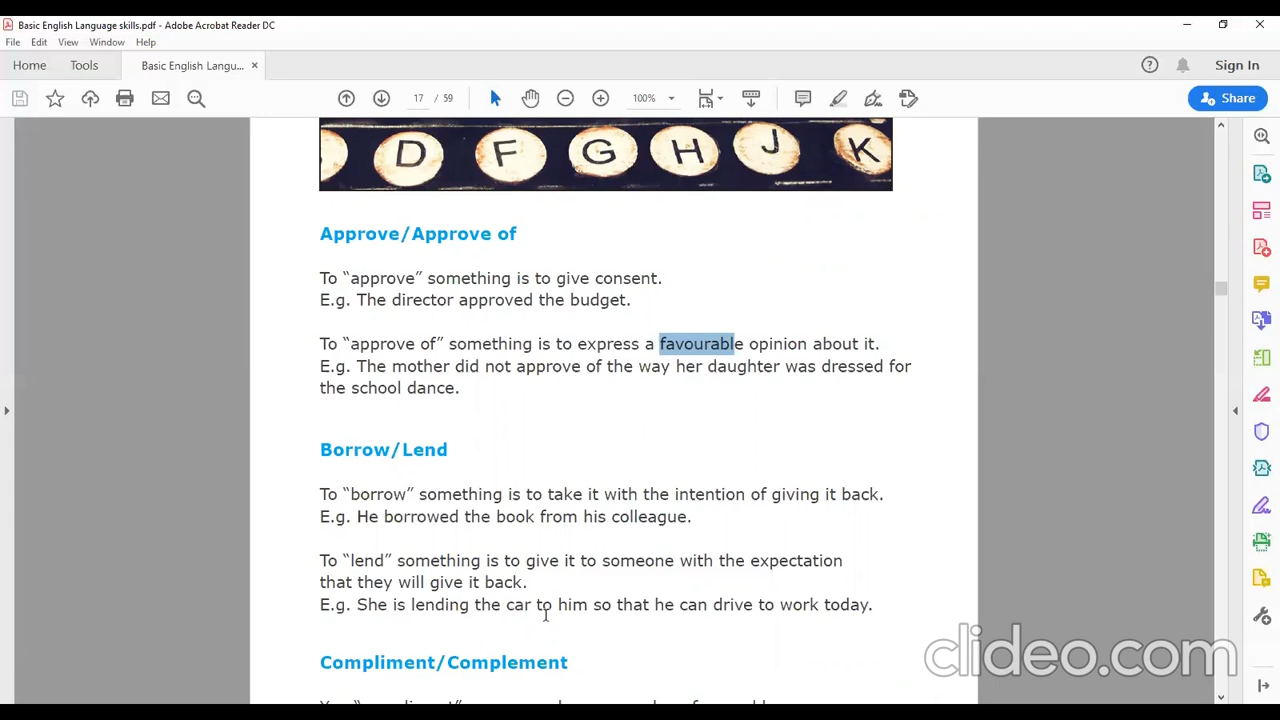 Basic English Language skills.pdf - Adobe Acrobat Reader DC
File Edit View Window Help
Home Tools Basic English Langu... ×
Sign In
17 / 59
100%
Share
D F G H J K
Approve/Approve of
To “approve” something is to give consent.
E.g. The director approved the budget.
To “approve of” something is to express a favourable opinion about it.
E.g. The mother did not approve of the way her daughter was dressed for
the school dance.
Borrow/Lend
To “borrow” something is to take it with the intention of giving it back.
E.g. He borrowed the book from his colleague.
To “lend” something is to give it to someone with the expectation
that they will give it back.
E.g. She is lending the car to him so that he can drive to work today.
clideo.com
Compliment/Complement